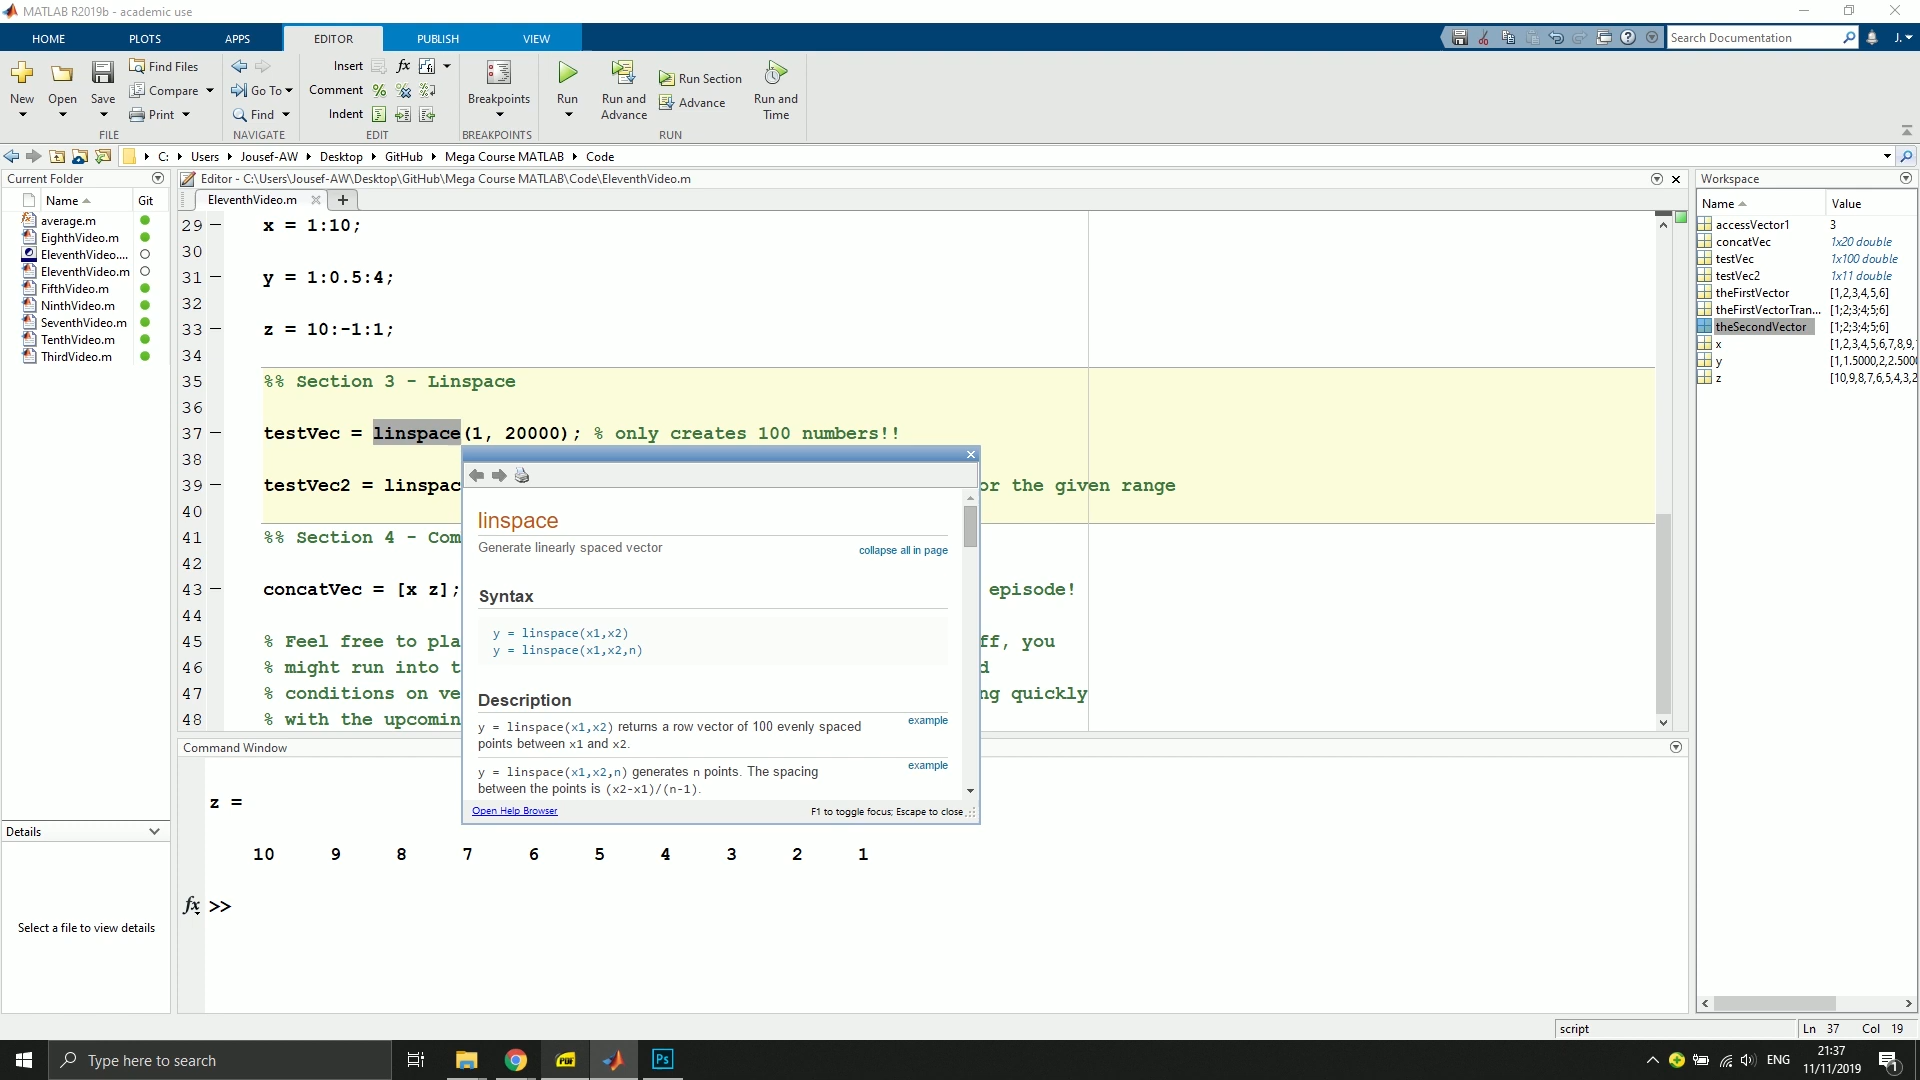 MATLAB R2019b - academic use
HOME PLOTS APPS EDITOR PUBLISH VIEW
Search Documentation
J.
New
Open
Save
Find Files
Compare
Print
FILE
Go To
Find
NAVIGATE
Insert
Comment
Indent
EDIT
Breakpoints
BREAKPOINTS
Run
Run and Advance
Run Section
Advance
Run and Time
RUN
C: Users Jousef-AW Desktop GitHub Mega Course MATLAB Code
Current Folder
Name Git
average.m
EighthVideo.m
EleventhVideo....
EleventhVideo.m
FifthVideo.m
NinthVideo.m
SeventhVideo.m
TenthVideo.m
ThirdVideo.m
Details
Select a file to view details
Editor - C:\Users\Jousef-AW\Desktop\GitHub\Mega Course MATLAB\Code\EleventhVideo.m
EleventhVideo.m
29 x = 1:10;
30
31 y = 1:0.5:4;
32
33 z = 10:-1:1;
34
35 %% Section 3 - Linspace
36
37 testVec = linspace(1, 20000); % only creates 100 numbers!!
38
39 testVec2 = linspac or the given range
40
41 %% Section 4 - Com
42
43 concatVec = [x z]; episode!
44
45 % Feel free to pla ff, you
46 % might run into t d
47 % conditions on ve ng quickly
48 % with the upcomin
linspace
Generate linearly spaced vector
collapse all in page
Syntax
y = linspace(x1,x2)
y = linspace(x1,x2,n)
Description
y = linspace(x1,x2) returns a row vector of 100 evenly spaced
points between x1 and x2.
example
y = linspace(x1,x2,n) generates n points. The spacing
between the points is (x2-x1)/(n-1).
example
Open Help Browser
F1 to toggle focus; Escape to close
Command Window
z =
10 9 8 7 6 5 4 3 2 1
fx >>
Workspace
Name Value
accessVector1 3
concatVec 1x20 double
testVec 1x100 double
testVec2 1x11 double
theFirstVector [1,2,3,4,5,6]
theFirstVectorTran... [1;2;3;4;5;6]
theSecondVector [1;2;3;4;5;6]
x [1,2,3,4,5,6,7,8,9,
y [1,1.5000,2,2.500
z [10,9,8,7,6,5,4,3,2
script
Ln 37 Col 19
Type here to search
PDF
Ps
ENG
21:37
11/11/2019
1